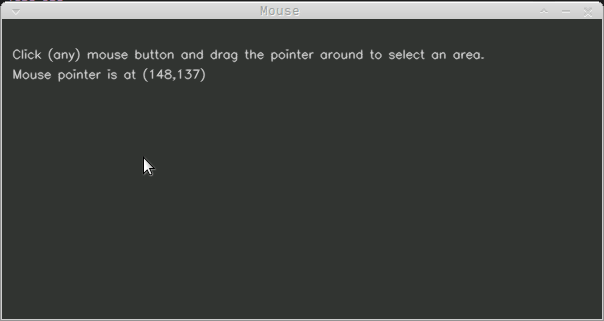 Mouse
Click (any) mouse button and drag the pointer around to select an area.
Mouse pointer is at (148,137)